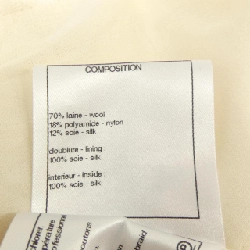 COMPOSITION
70% laine - wool
18% polyamide - nylon
12% soie - silk
doublure - lining
100% soie - silk
interieur - inside
100% soie - silk